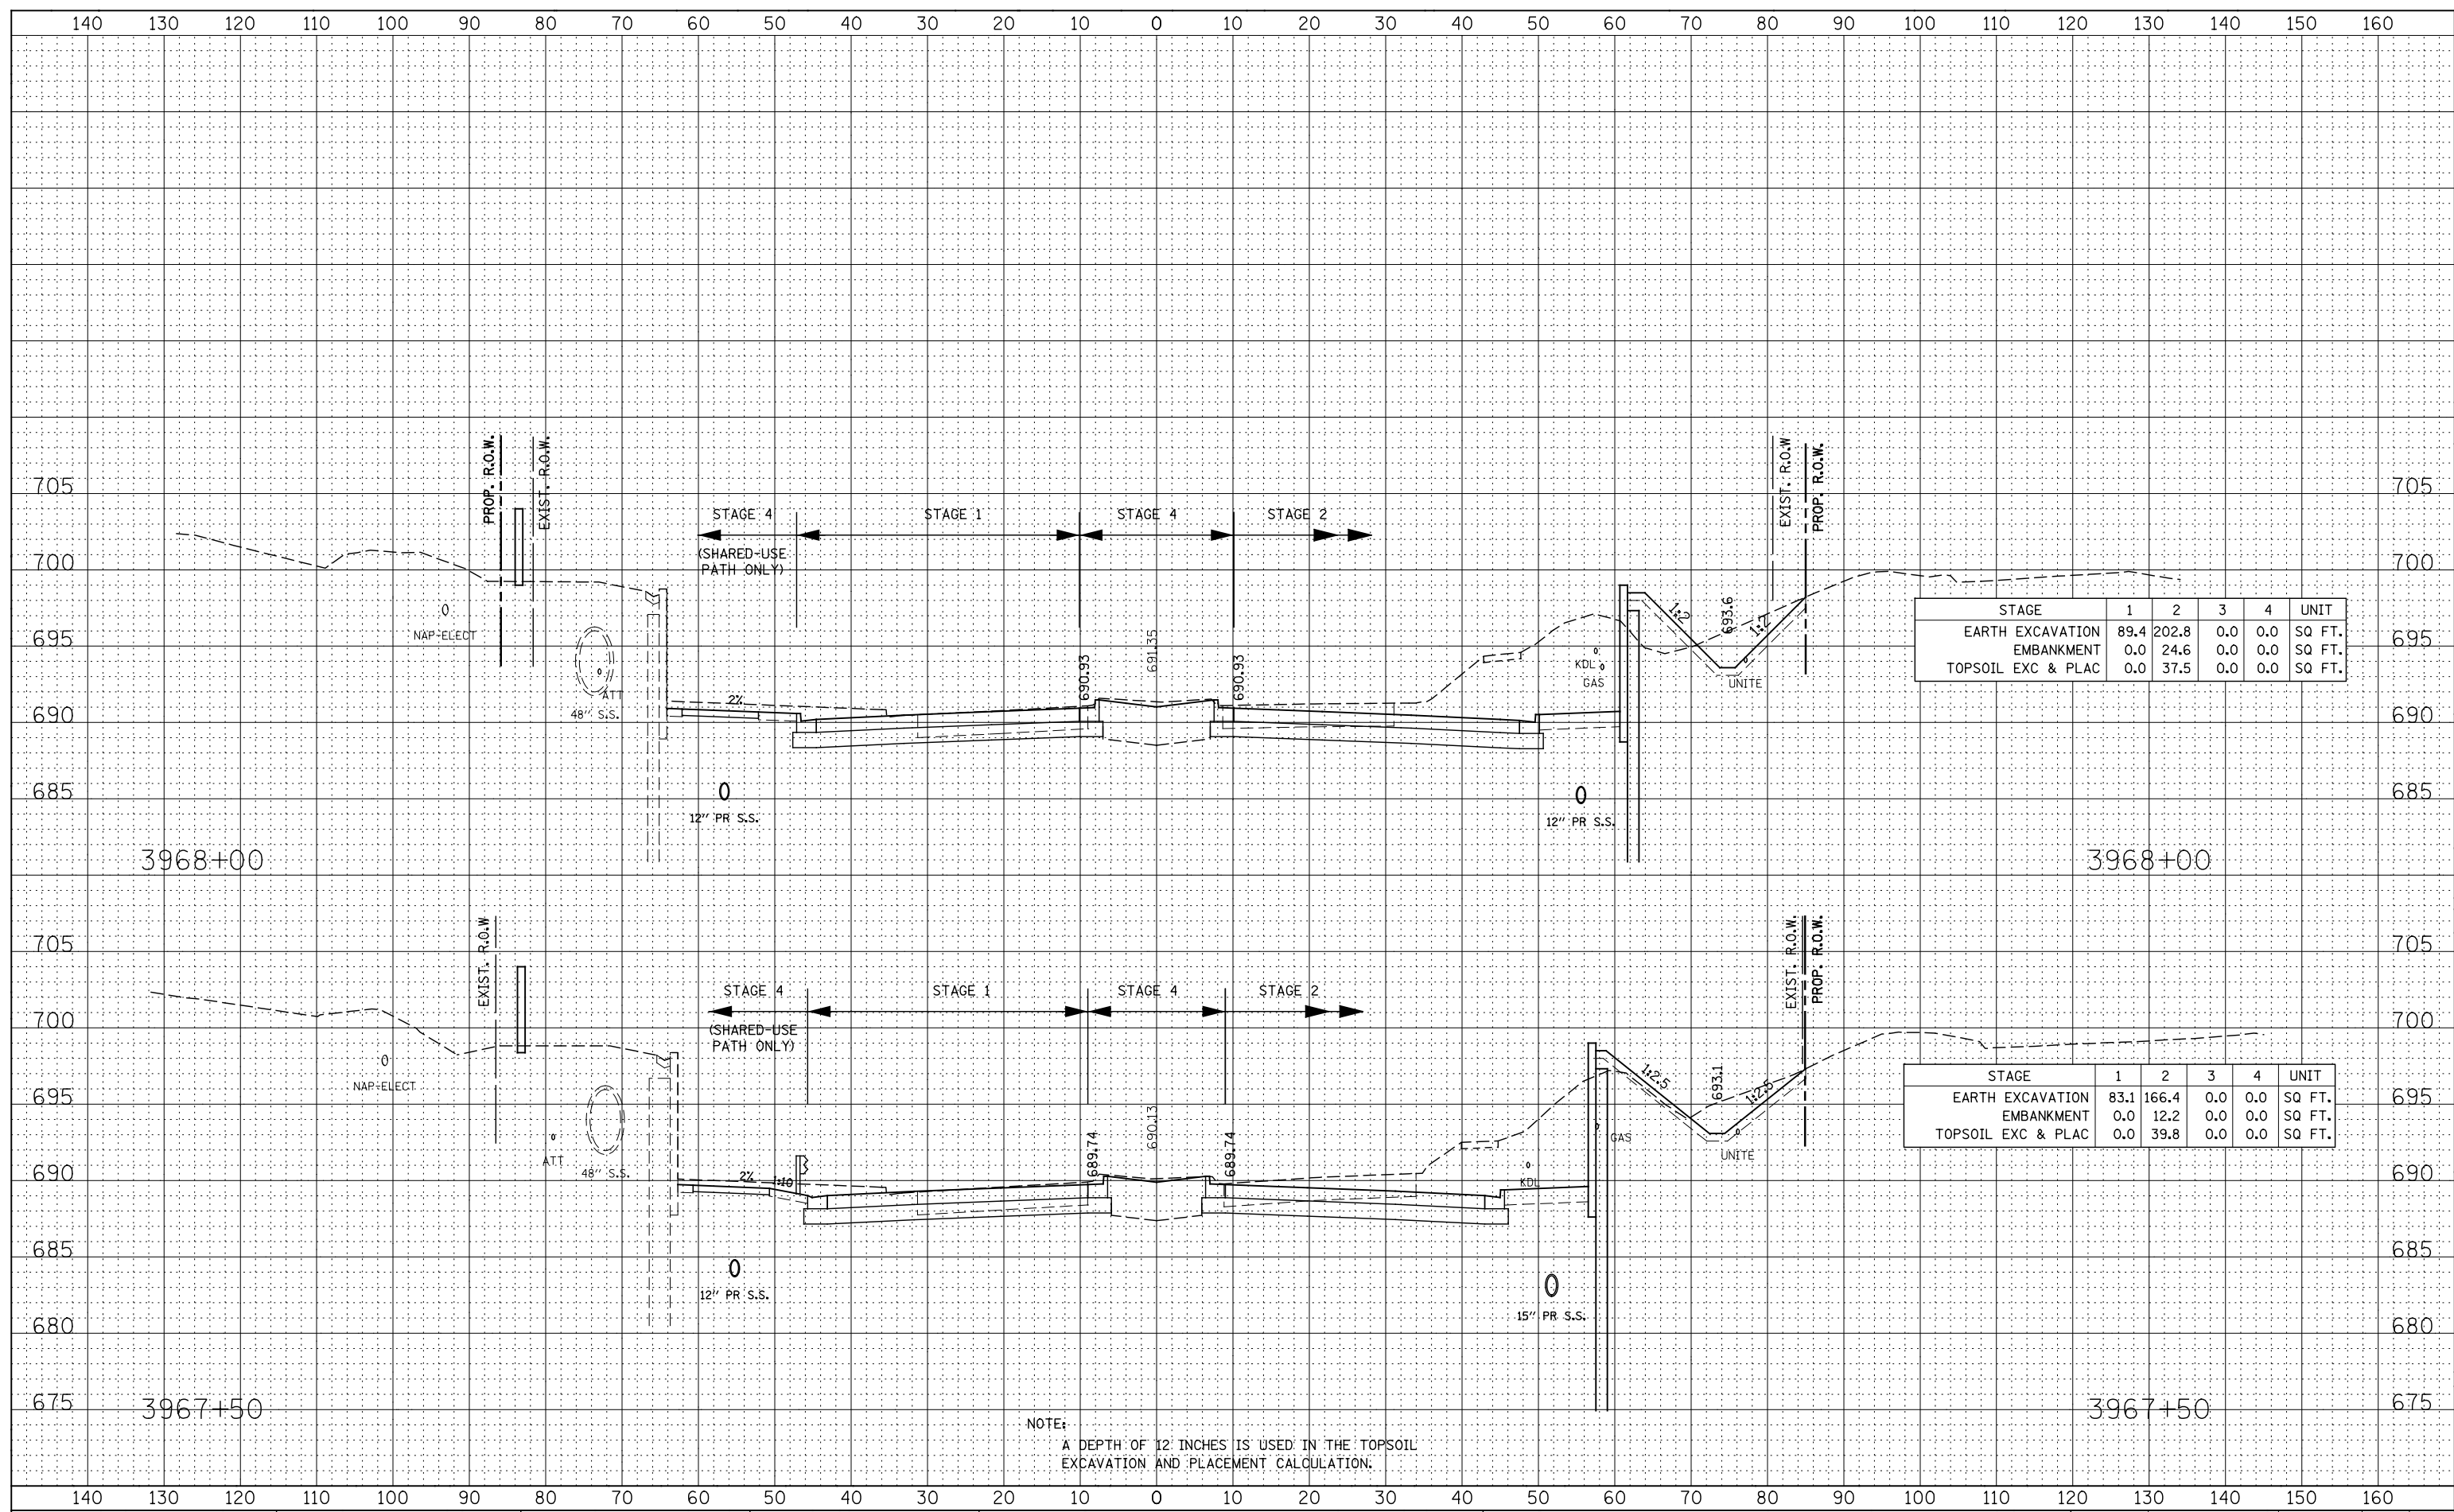 140 130 120 110 100 90 80 70 60 50 40 30 20 10 0 10 20 30 40 50 60 70 80 90 100 110 120 130 140 150 160
PROP. R.O.W.
EXIST. R.O.W.
EXIST. R.O.W
PROP. R.O.W.
705 705
STAGE 4 STAGE 1 STAGE 4 STAGE 2
(SHARED-USE
PATH ONLY)
700 700
NAP-ELECT
695 695
691.35
690.93
690.93
1:2
693.6
1:2
KDL
GAS
UNITE
ATT
48" S.S.
2%
690 690
685 685
12" PR S.S.
12" PR S.S.
STAGE 1 2 3 4 UNIT
EARTH EXCAVATION 89.4 202.8 0.0 0.0 SQ FT.
EMBANKMENT 0.0 24.6 0.0 0.0 SQ FT.
TOPSOIL EXC & PLAC 0.0 37.5 0.0 0.0 SQ FT.
3968+00 3968+00
EXIST. R.O.W
EXIST. R.O.W.
PROP. R.O.W.
705 705
STAGE 4 STAGE 1 STAGE 4 STAGE 2
(SHARED-USE
PATH ONLY)
700 700
NAP-ELECT
695 695
690.13
689.74
689.74
1:2.5
693.1
1:2.5
GAS
UNITE
KDL
ATT
48" S.S.
2%
1:10
690 690
685 685
12" PR S.S.
15" PR S.S.
STAGE 1 2 3 4 UNIT
EARTH EXCAVATION 83.1 166.4 0.0 0.0 SQ FT.
EMBANKMENT 0.0 12.2 0.0 0.0 SQ FT.
TOPSOIL EXC & PLAC 0.0 39.8 0.0 0.0 SQ FT.
680 680
675 675
3967+50 3967+50
NOTE:
A DEPTH OF 12 INCHES IS USED IN THE TOPSOIL
EXCAVATION AND PLACEMENT CALCULATION.
140 130 120 110 100 90 80 70 60 50 40 30 20 10 0 10 20 30 40 50 60 70 80 90 100 110 120 130 140 150 160